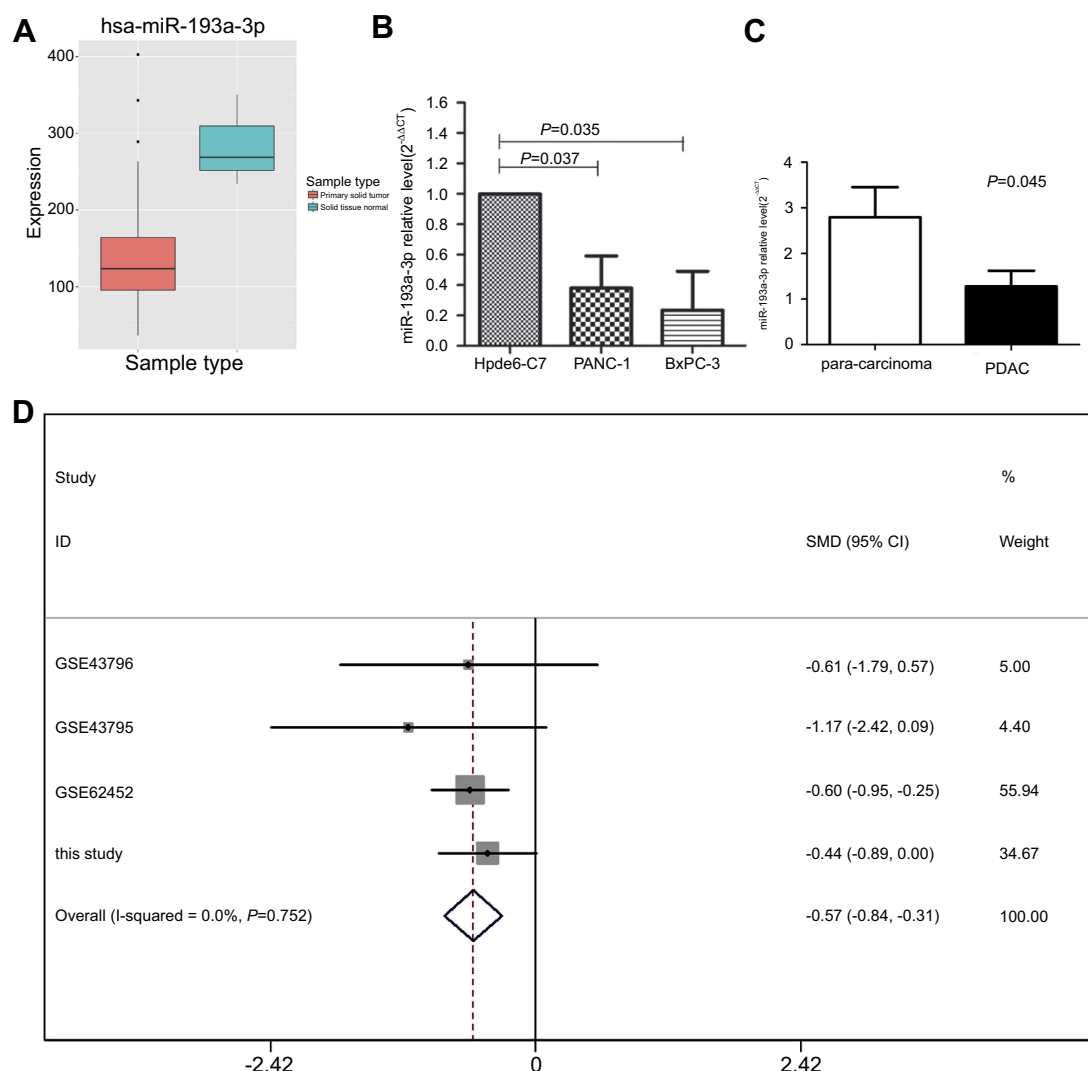 A
hsa-miR-193a-3p
Expression
400
300
200
100
Sample type
Sample type
Primary solid tumor
Solid tissue normal
B
miR-193a-3p relative level(2-ΔΔCT)
1.6
1.4
1.2
1.0
0.8
0.6
0.4
0.2
0.0
P=0.035
P=0.037
Hpde6-C7 PANC-1 BxPC-3
C
miR-193a-3p relative level(2-ΔΔCT)
4
3
2
1
0
P=0.045
para-carcinoma PDAC
D
Study %
ID SMD (95% CI) Weight
GSE43796 -0.61 (-1.79, 0.57) 5.00
GSE43795 -1.17 (-2.42, 0.09) 4.40
GSE62452 -0.60 (-0.95, -0.25) 55.94
this study -0.44 (-0.89, 0.00) 34.67
Overall (I-squared = 0.0%, P=0.752) -0.57 (-0.84, -0.31) 100.00
-2.42 0 2.42